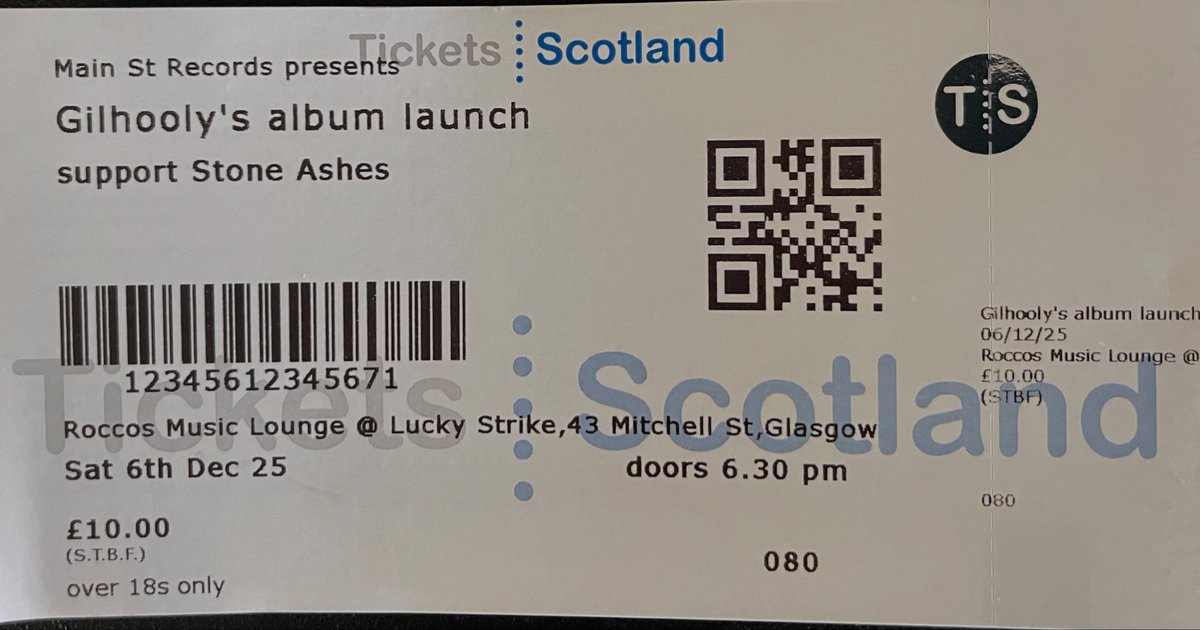 Tickets Scotland
Main St Records presents
Gilhooly's album launch
support Stone Ashes
T S
12345612345671
Tickets Scotland
Roccos Music Lounge @ Lucky Strike,43 Mitchell St,Glasgow
Sat 6th Dec 25 doors 6.30 pm
£10.00
(S.T.B.F.)
over 18s only
080
Gilhooly's album launch
06/12/25
Roccos Music Lounge @
£10.00
(STBF)
080